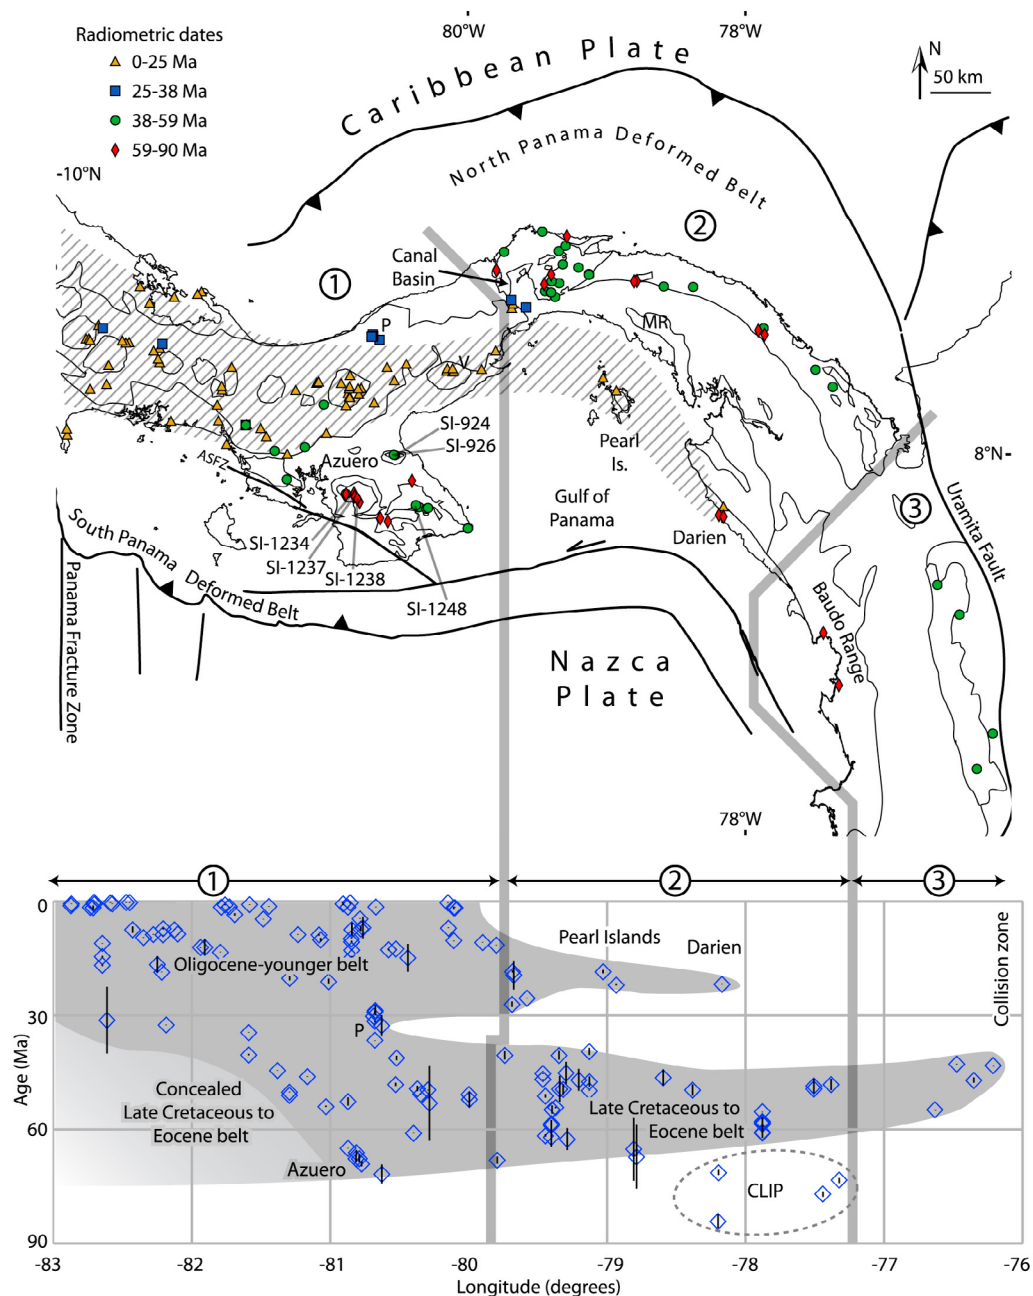 Radiometric dates
0-25 Ma
25-38 Ma
38-59 Ma
59-90 Ma
80°W
78°W
N
50 km
Caribbean Plate
North Panama Deformed Belt
-10°N
2
1
Canal
Basin
P
MR
V
SI-924
SI-926
Pearl
Is.
8°N-
ASFZ
Azuero
3
Uramita Fault
Gulf of
Panama
Darien
SI-1234
SI-1237
SI-1238
SI-1248
South Panama
Deformed Belt
Panama Fracture Zone
Baudo Range
Nazca
Plate
78°W
1
2
3
0
30
60
90
Age (Ma)
Pearl Islands
Darien
Oligocene-younger belt
Collision zone
P
Concealed
Late Cretaceous to
Eocene belt
Late Cretaceous to
Eocene belt
Azuero
CLIP
-83
-82
-81
-80
-79
-78
-77
-76
Longitude (degrees)